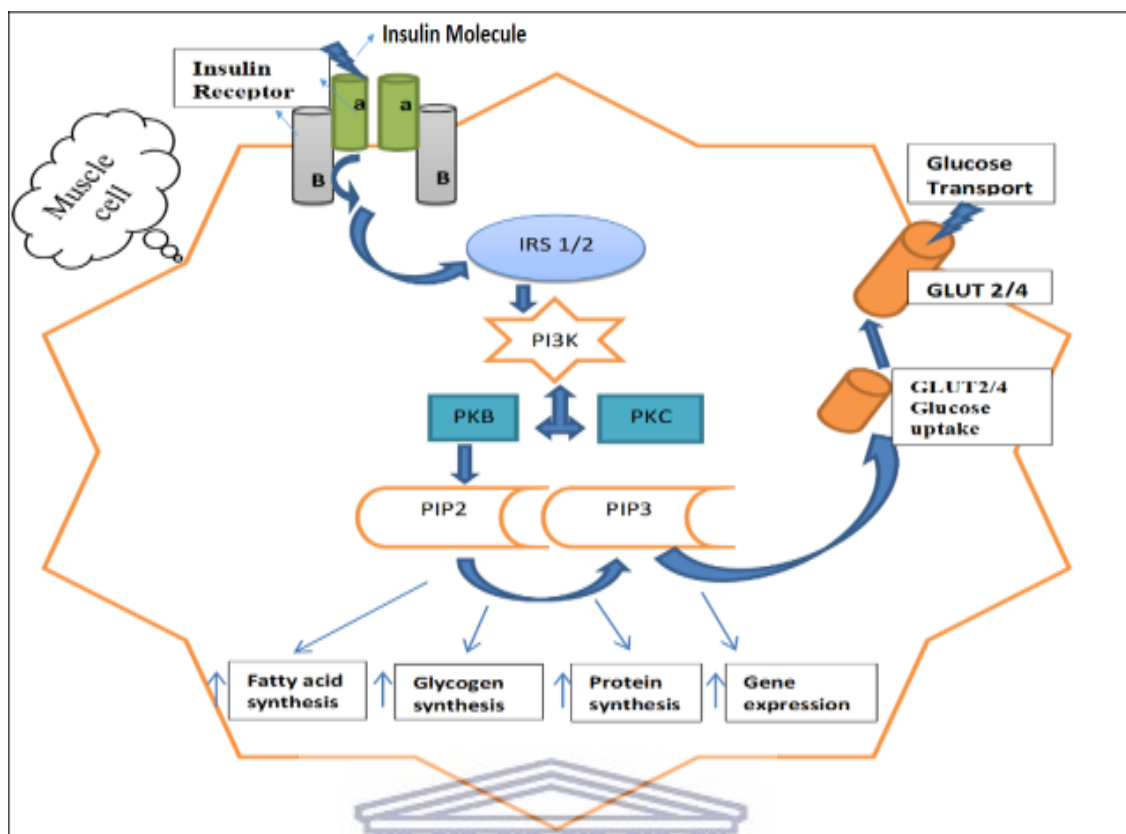 Insulin Molecule
Insulin
Receptor
a
a
B
B
Muscle
cell
Glucose
Transport
IRS 1/2
GLUT 2/4
PI3K
GLUT2/4
Glucose
uptake
PKB
PKC
PIP2
PIP3
Fatty acid
synthesis
Glycogen
synthesis
Protein
synthesis
Gene
expression